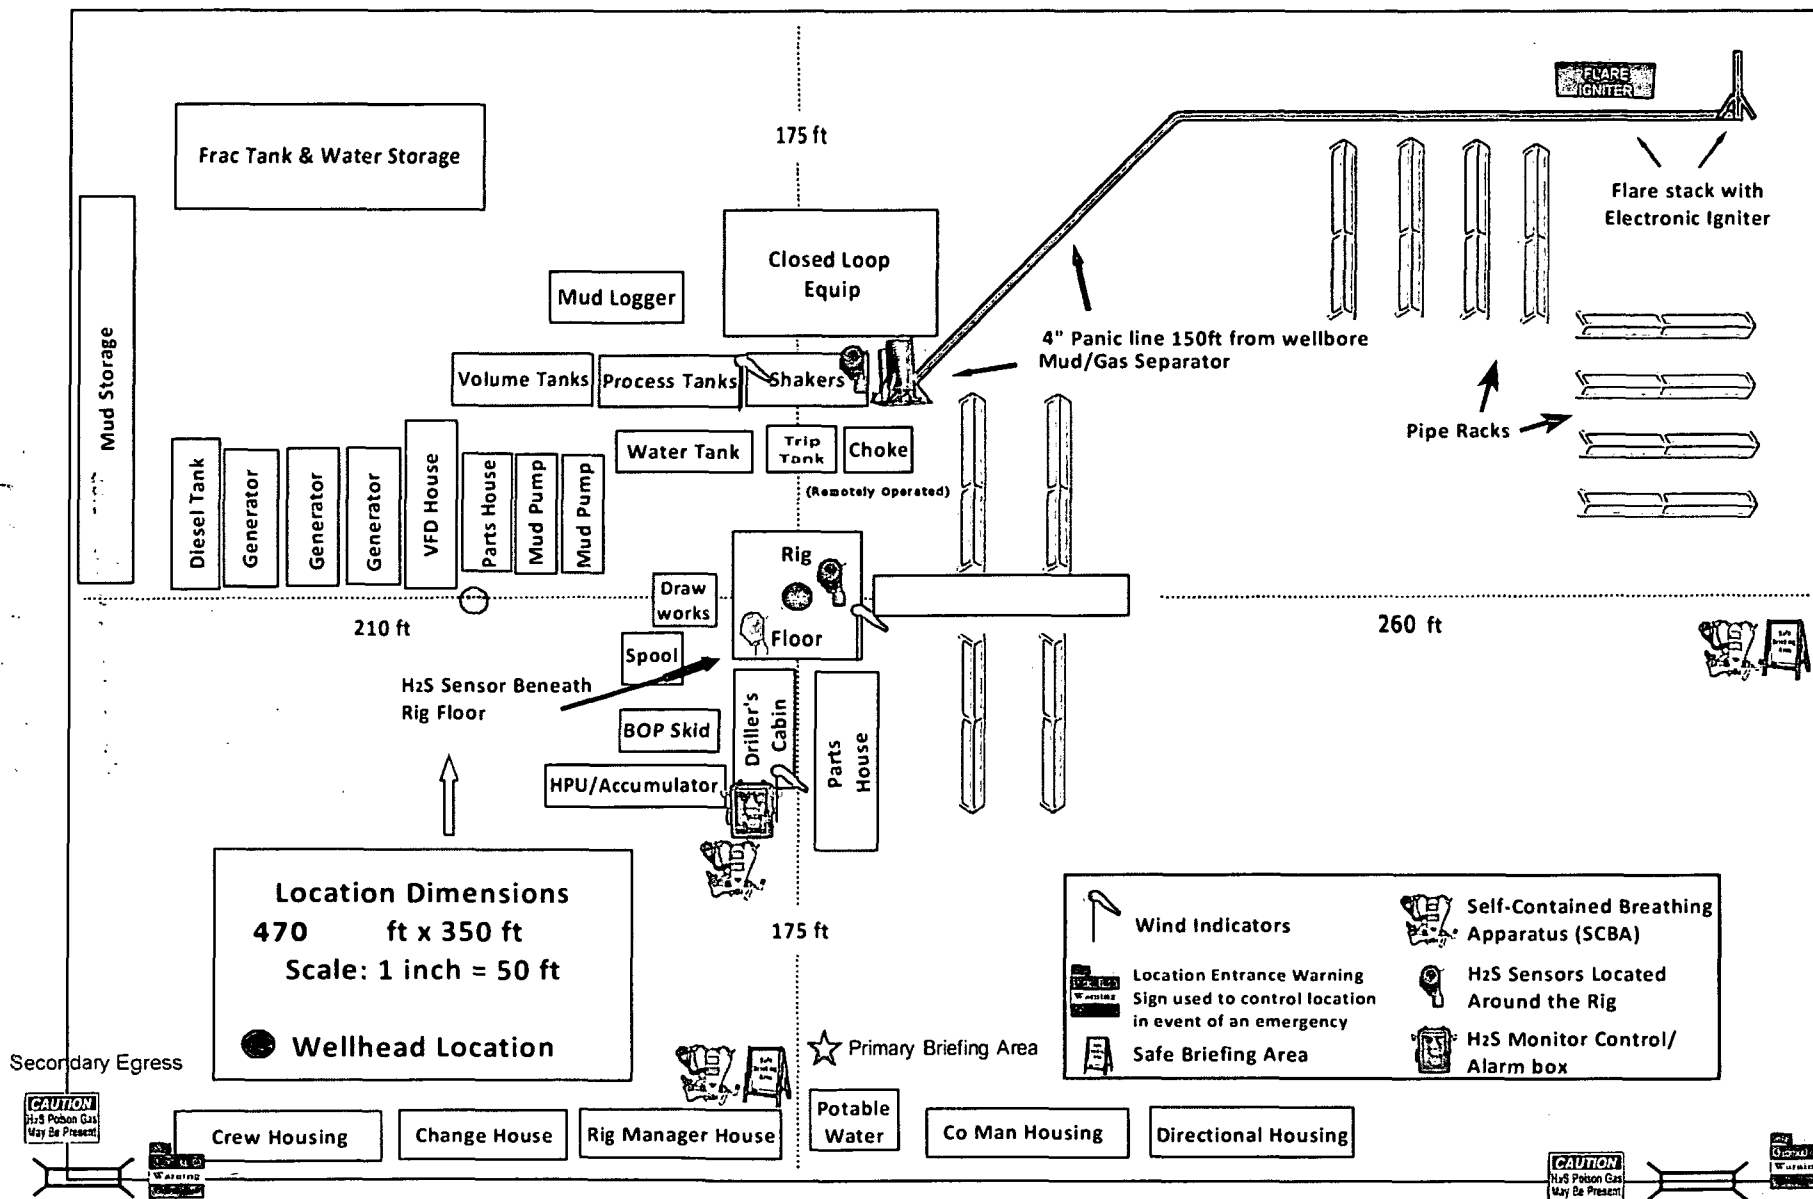 FLARE
IGNITER
175 ft
Frac Tank & Water Storage
Flare stack with
Electronic Igniter
Closed Loop
Equip
Mud Logger
4" Panic line 150ft from wellbore
Mud/Gas Separator
Mud Storage
Volume Tanks
Process Tanks
Shakers
Pipe Racks
Water Tank
Trip
Tank
Choke
(Remotely Operated)
Diesel Tank
Generator
Generator
Generator
VFD House
Parts House
Mud Pump
Mud Pump
Rig
Floor
Draw
works
210 ft
260 ft
Safe
Briefing
Area
Spool
H2S Sensor Beneath
Rig Floor
BOP Skid
Driller's
Cabin
Parts
House
HPU/Accumulator
Location Dimensions
470 ft x 350 ft
Scale: 1 inch = 50 ft
Wellhead Location
175 ft
Wind Indicators
Location Entrance Warning
Sign used to control location
in event of an emergency
Warning
Safe Briefing Area
Self-Contained Breathing
Apparatus (SCBA)
H2S Sensors Located
Around the Rig
H2S Monitor Control/
Alarm box
Secondary Egress
Primary Briefing Area
Safe
Briefing
Area
CAUTION
H2S Poison Gas
May Be Present
Warning
Crew Housing
Change House
Rig Manager House
Potable
Water
Co Man Housing
Directional Housing
CAUTION
H2S Poison Gas
May Be Present